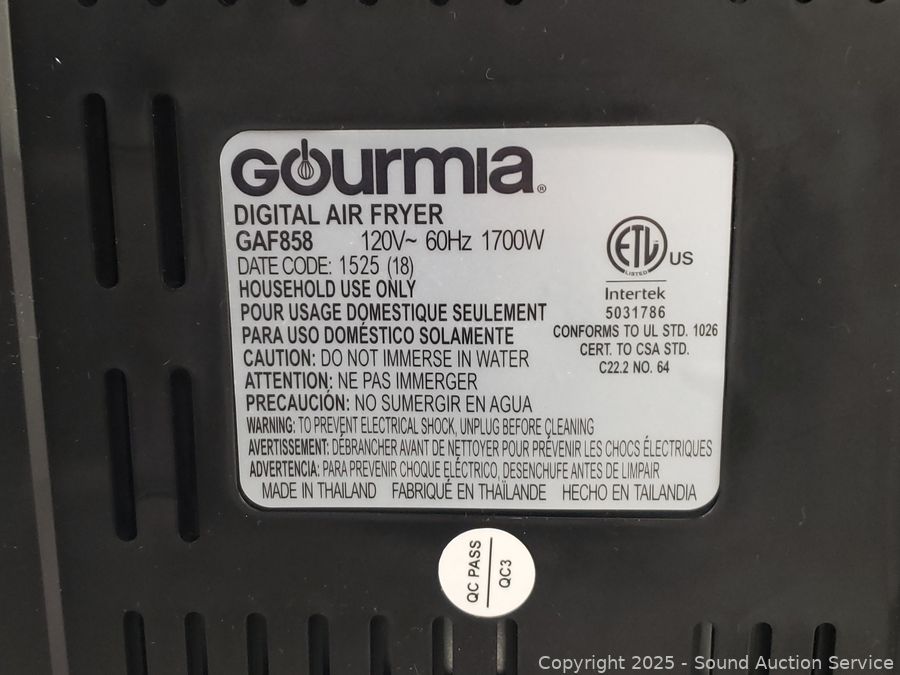 GOURMIA®
DIGITAL AIR FRYER
GAF858 120V~ 60Hz 1700W
DATE CODE: 1525 (18)
HOUSEHOLD USE ONLY
POUR USAGE DOMESTIQUE SEULEMENT
PARA USO DOMÉSTICO SOLAMENTE
CAUTION: DO NOT IMMERSE IN WATER
ATTENTION: NE PAS IMMERGER
PRECAUCIÓN: NO SUMERGIR EN AGUA
WARNING: TO PREVENT ELECTRICAL SHOCK, UNPLUG BEFORE CLEANING
AVERTISSEMENT: DÉBRANCHER AVANT DE NETTOYER POUR PRÉVENIR LES CHOCS ÉLECTRIQUES
ADVERTENCIA: PARA PREVENIR CHOQUE ELÉCTRICO, DESENCHUFE ANTES DE LIMPAIR
MADE IN THAILAND FABRIQUÉ EN THAÏLANDE HECHO EN TAILANDIA
ETL US
LISTED
Intertek
5031786
CONFORMS TO UL STD. 1026
CERT. TO CSA STD.
C22.2 NO. 64
QC PASS
QC3
Copyright 2025 - Sound Auction Service